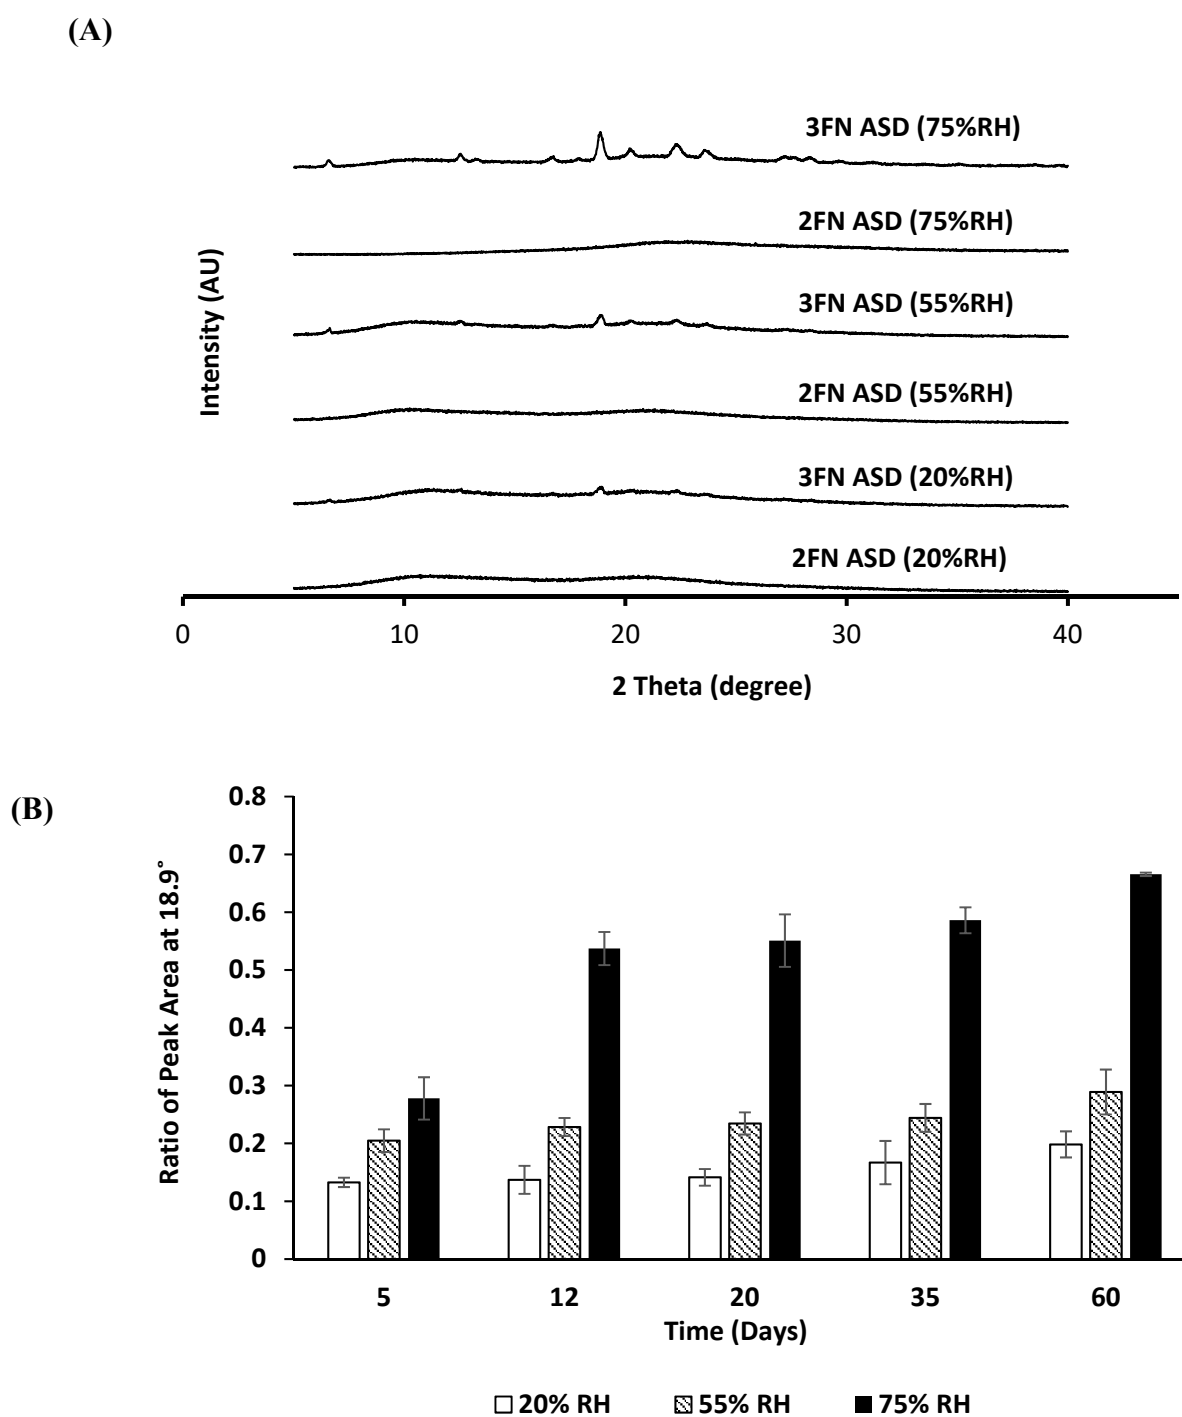 (A)
3FN ASD (75%RH)
2FN ASD (75%RH)
3FN ASD (55%RH)
2FN ASD (55%RH)
3FN ASD (20%RH)
2FN ASD (20%RH)
Intensity (AU)
0 10 20 30 40
2 Theta (degree)
(B)
Ratio of Peak Area at 18.9˚
0.8
0.7
0.6
0.5
0.4
0.3
0.2
0.1
0
5 12 20 35 60
Time (Days)
20% RH 55% RH 75% RH